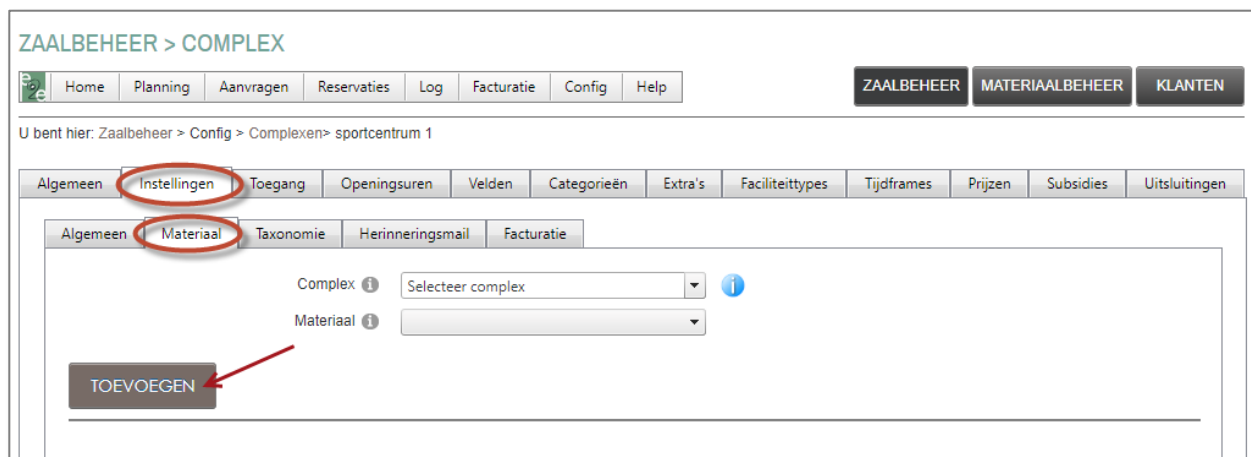 ZAALBEHEER > COMPLEX
e2e Home Planning Aanvragen Reservaties Log Facturatie Config Help ZAALBEHEER MATERIAALBEHEER KLANTEN
U bent hier: Zaalbeheer > Config > Complexen> sportcentrum 1
Algemeen Instellingen Toegang Openingsuren Velden Categorieën Extra's Faciliteittypes Tijdframes Prijzen Subsidies Uitsluitingen
Algemeen Materiaal Taxonomie Herinneringsmail Facturatie
Complex Selecteer complex
Materiaal
TOEVOEGEN